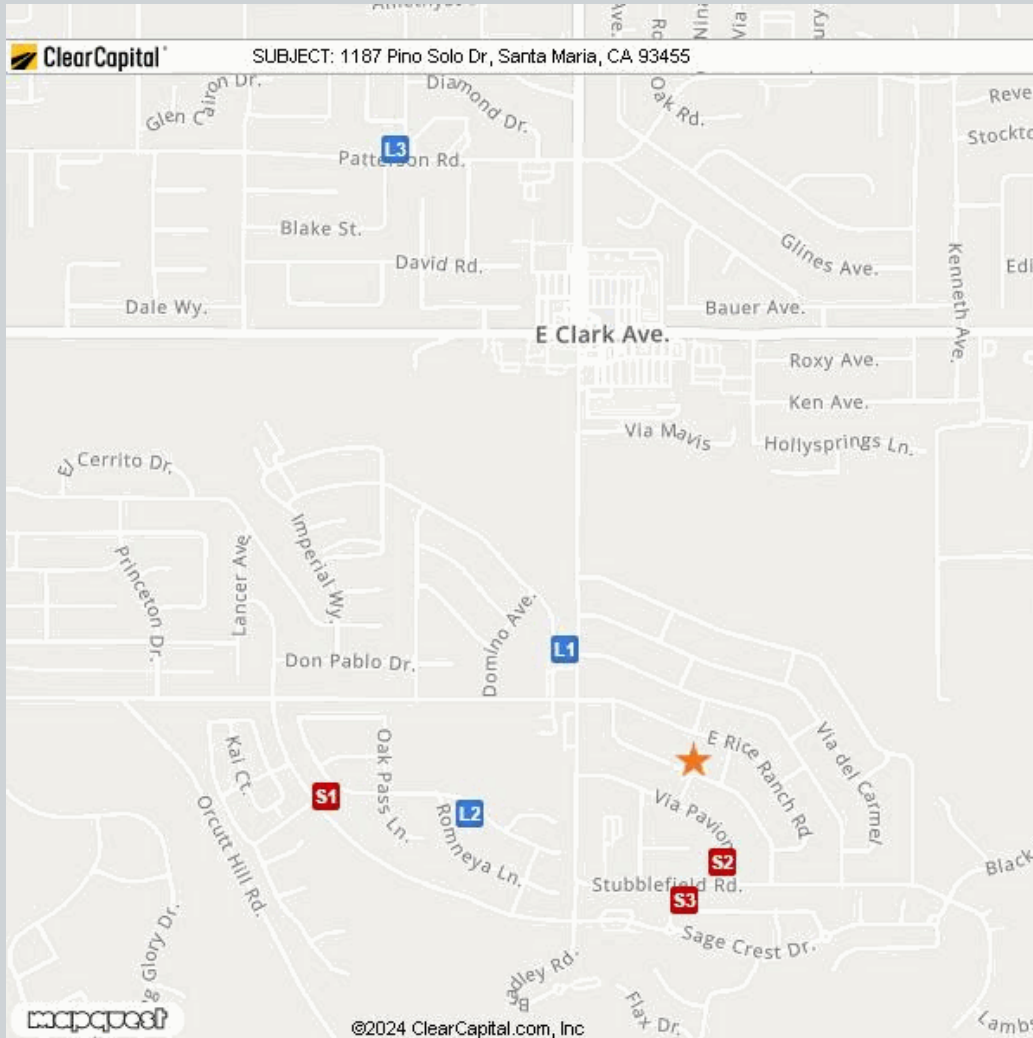 ClearCapital
SUBJECT: 1187 Pino Solo Dr, Santa Maria, CA 93455
Ave.
Via
Diamond Dr.
Oak Rd.
Glen Cairon Dr.
L3
Patterson Rd.
Blake St.
David Rd.
Glines Ave.
Kenneth Ave.
Dale Wy.
Bauer Ave.
E Clark Ave.
Roxy Ave.
Ken Ave.
Via Mavis
Hollysprings Ln.
El Cerrito Dr.
Imperial Wy.
Princeton Dr.
Lancer Ave.
Domino Ave.
L1
Don Pablo Dr.
Kai Ct.
Oak Pass Ln.
E Rice Ranch Rd
Via del Carmel
S1
L2
Via Pavion
Orcutt Hill Rd.
Romneya Ln.
S2
Stubblefield Rd.
Black
S3
Sage Crest Dr.
g Glory Dr.
Bradley Rd.
Flax Dr.
Lambs
mapquest
©2024 ClearCapital.com, Inc